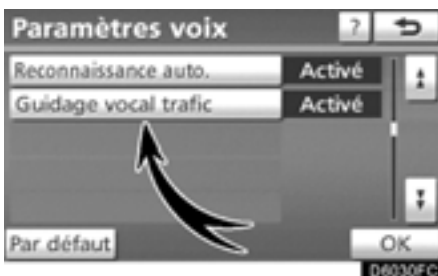 Paramètres voix ?
Reconnaissance auto. Activé
Guidage vocal trafic Activé
Par défaut OK
D6030FC